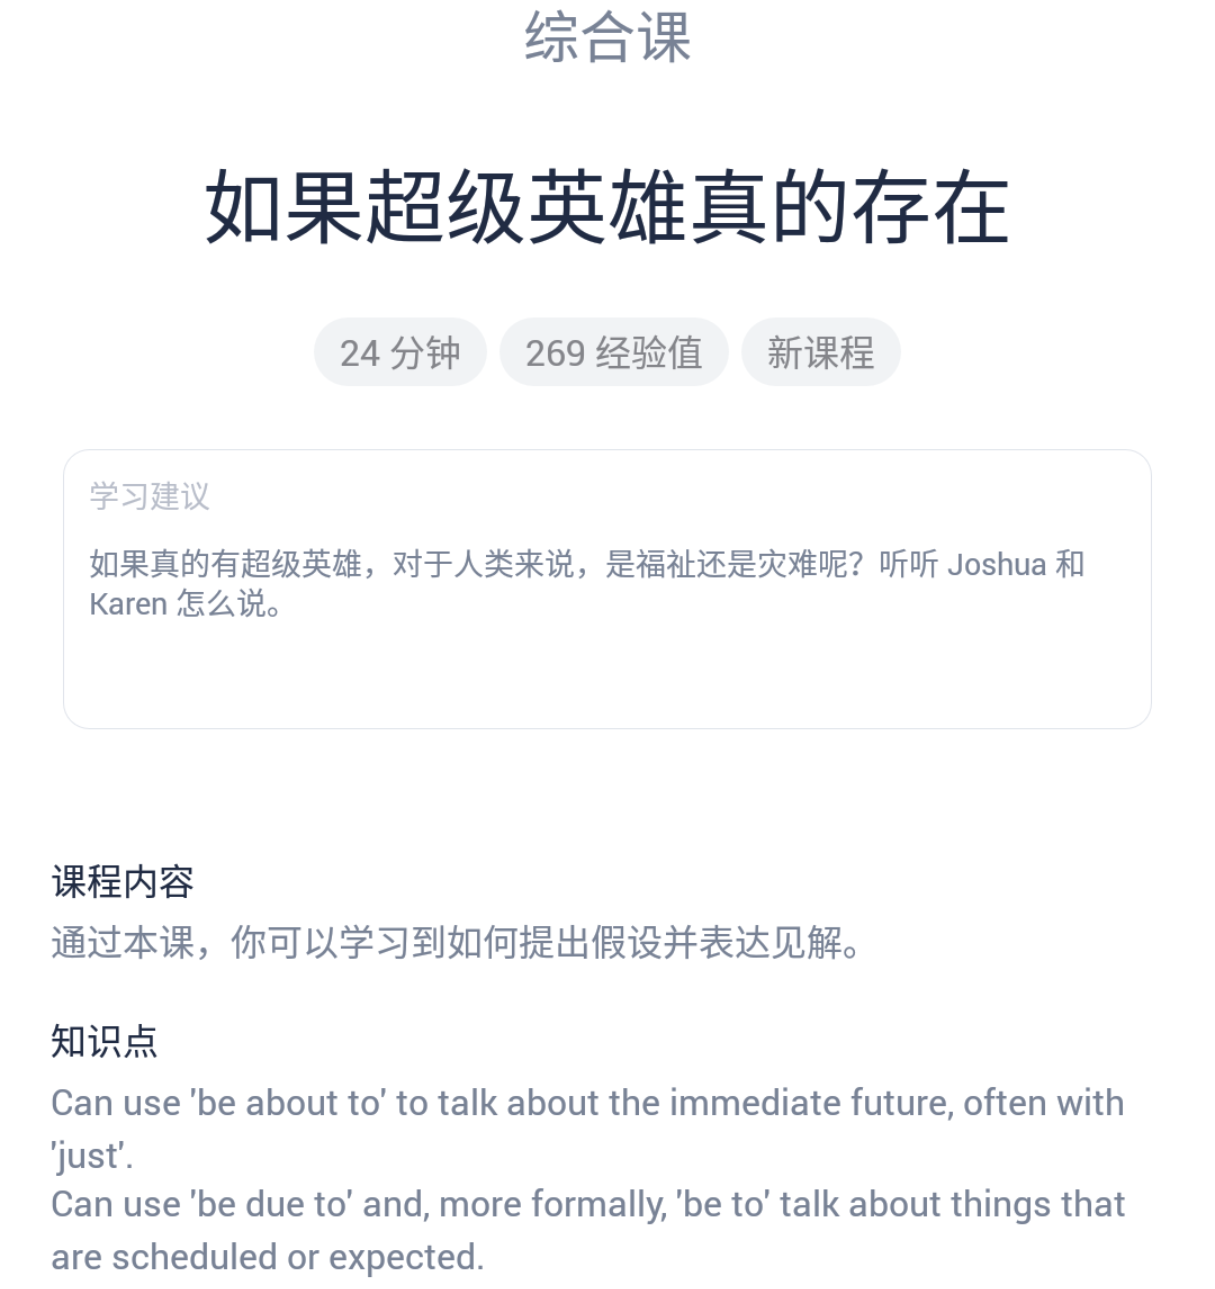 综合课
如果超级英雄真的存在
24 分钟
269 经验值
新课程
学习建议
如果真的有超级英雄，对于人类来说，是福祉还是灾难呢？听听 Joshua 和
Karen 怎么说。
课程内容
通过本课，你可以学习到如何提出假设并表达见解。
知识点
Can use 'be about to' to talk about the immediate future, often with
'just'.
Can use 'be due to' and, more formally, 'be to' talk about things that
are scheduled or expected.